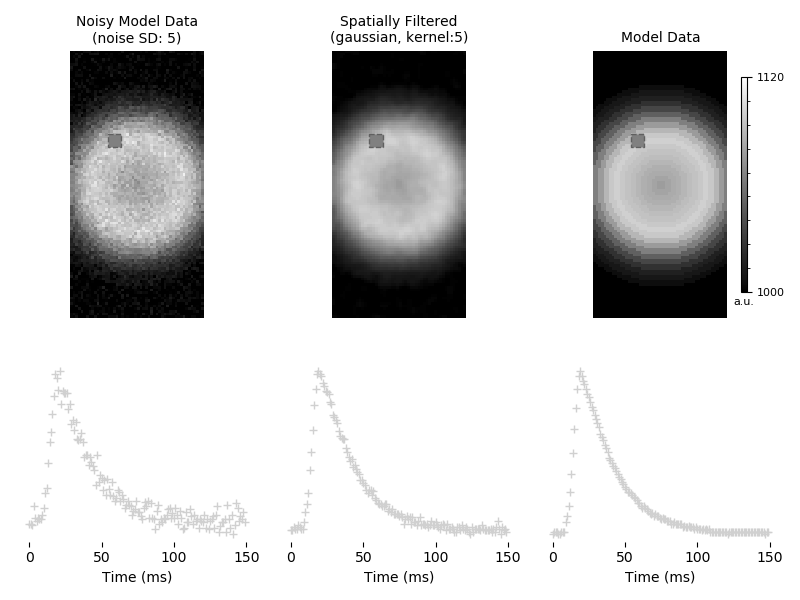 Noisy Model Data
(noise SD: 5)
Spatially Filtered
(gaussian, kernel:5)
Model Data
1120
1000
a.u.
0 50 100 150
Time (ms)
0 50 100 150
Time (ms)
0 50 100 150
Time (ms)